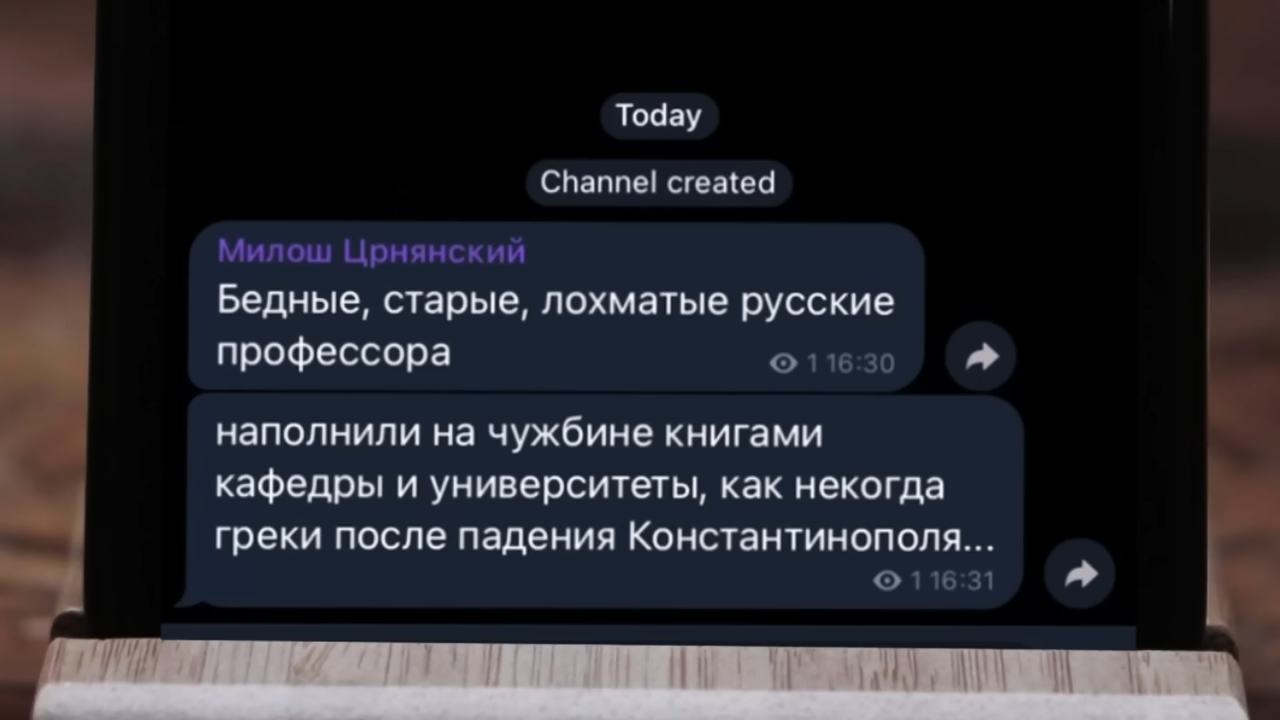 Today
Channel created
Милош Црнянский
Бедные, старые, лохматые русские
профессора
1 16:30
наполнили на чужбине книгами
кафедры и университеты, как некогда
греки после падения Константинополя...
1 16:31